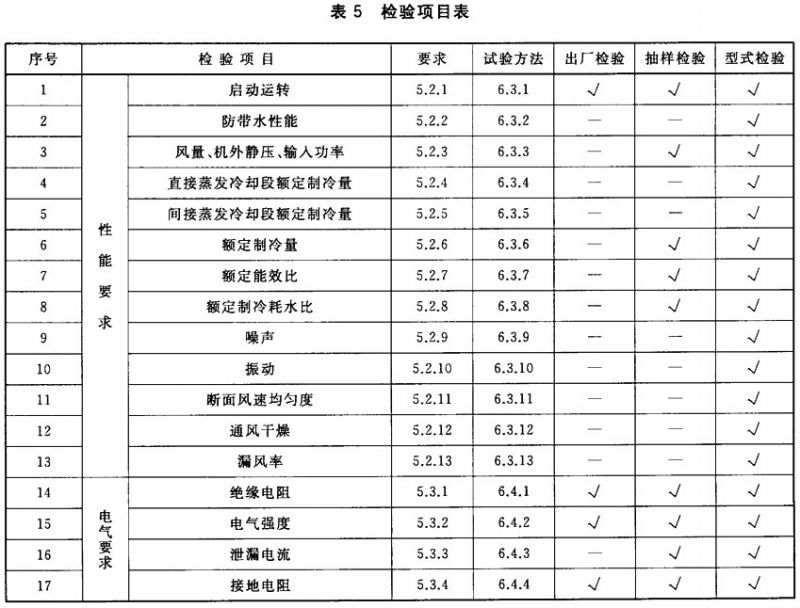 表 5 检验项目表
序号 检验项目 要求 试验方法 出厂检验 抽样检验 型式检验
1 性能要求 启动运转 5.2.1 6.3.1 √ √ √
2 防带水性能 5.2.2 6.3.2 — — √
3 风量、机外静压、输入功率 5.2.3 6.3.3 — √ √
4 直接蒸发冷却段额定制冷量 5.2.4 6.3.4 — — √
5 间接蒸发冷却段额定制冷量 5.2.5 6.3.5 — — √
6 额定制冷量 5.2.6 6.3.6 — √ √
7 额定能效比 5.2.7 6.3.7 — √ √
8 额定制冷耗水比 5.2.8 6.3.8 — √ √
9 噪声 5.2.9 6.3.9 — — √
10 振动 5.2.10 6.3.10 — — √
11 断面风速均匀度 5.2.11 6.3.11 — — √
12 通风干燥 5.2.12 6.3.12 — — √
13 漏风率 5.2.13 6.3.13 — — √
14 电气要求 绝缘电阻 5.3.1 6.4.1 √ √ √
15 电气强度 5.3.2 6.4.2 √ √ √
16 泄漏电流 5.3.3 6.4.3 — √ √
17 接地电阻 5.3.4 6.4.4 √ √ √